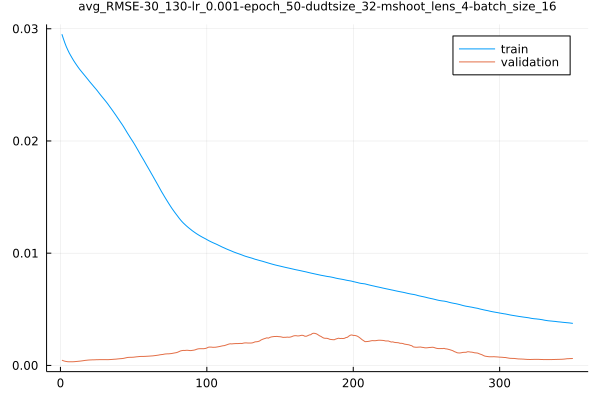 avg_RMSE-30_130-lr_0.001-epoch_50-dudtsize_32-mshoot_lens_4-batch_size_16
0.03
train
validation
0.02
0.01
0.00
0 100 200 300